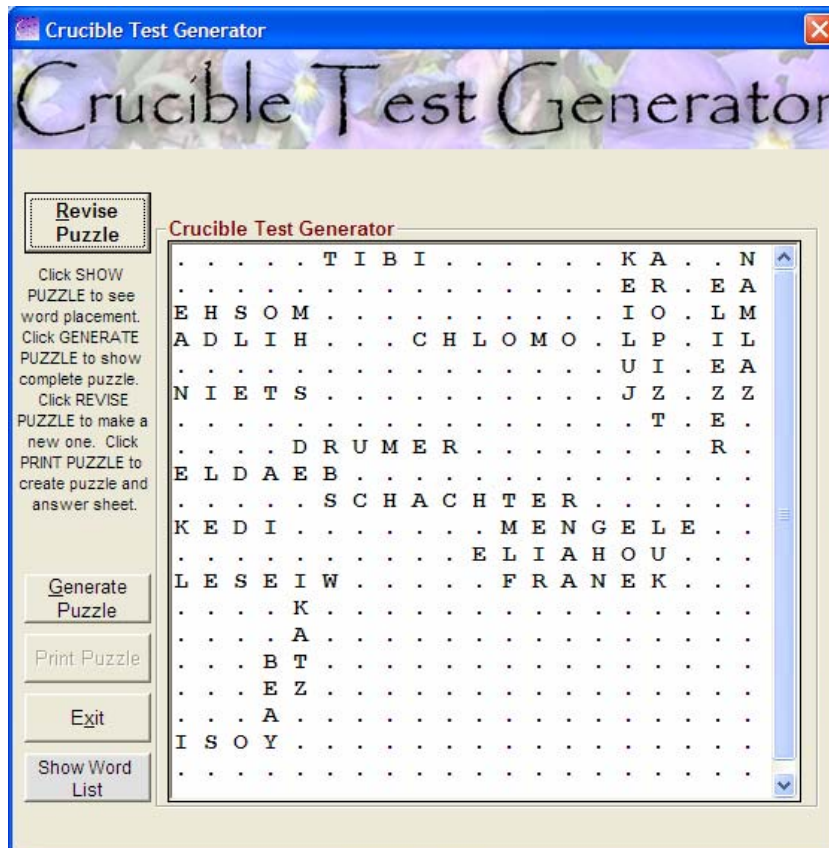 Crucible Test Generator
Crucible Test Generator
Revise
Puzzle
Click SHOW
PUZZLE to see
word placement.
Click GENERATE
PUZZLE to show
complete puzzle.
Click REVISE
PUZZLE to make a
new one. Click
PRINT PUZZLE to
create puzzle and
answer sheet.
Generate
Puzzle
Print Puzzle
Exit
Show Word
List
Crucible Test Generator
. . . . . T I B I . . . . . . K A . . N
. . . . . . . . . . . . . . . E R . E A
E H S O M . . . . . . . . . . I O . L M
A D L I H . . . C H L O M O . L P . I L
. . . . . . . . . . . . . . . U I . E A
N I E T S . . . . . . . . . . J Z . Z Z
. . . . . . . . . . . . . . . . T . E .
. . . . D R U M E R . . . . . . . . R .
E L D A E B . . . . . . . . . . . . . .
. . . . . S C H A C H T E R . . . . . .
K E D I . . . . . . . M E N G E L E . .
. . . . . . . . . . E L I A H O U . . .
L E S E I W . . . . . F R A N E K . . .
. . . . K . . . . . . . . . . . . . . .
. . . . A . . . . . . . . . . . . . . .
. . . B T . . . . . . . . . . . . . . .
. . . E Z . . . . . . . . . . . . . . .
. . . A . . . . . . . . . . . . . . . .
I S O Y . . . . . . . . . . . . . . . .
. . . . . . . . . . . . . . . . . . . .